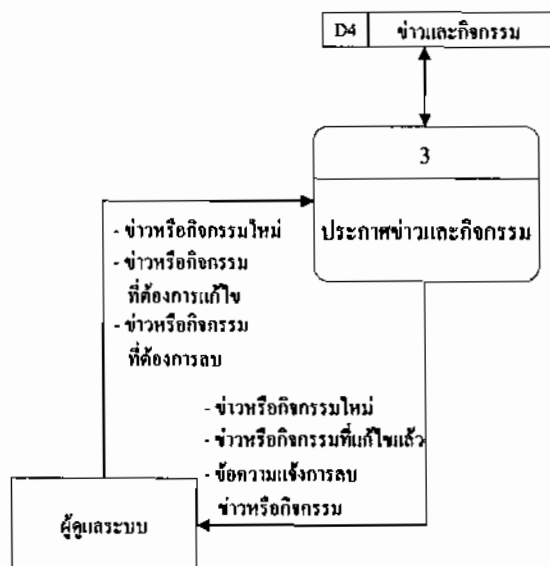 D4 ข่าวและกิจกรรม
3
ประกาศข่าวและกิจกรรม
- ข่าวหรือกิจกรรมใหม่
- ข่าวหรือกิจกรรม
ที่ต้องการแก้ไข
- ข่าวหรือกิจกรรม
ที่ต้องการลบ
- ข่าวหรือกิจกรรมใหม่
- ข่าวหรือกิจกรรมที่แก้ไขแล้ว
- ข้อความแจ้งการลบ
ข่าวหรือกิจกรรม
ผู้ดูแลระบบ